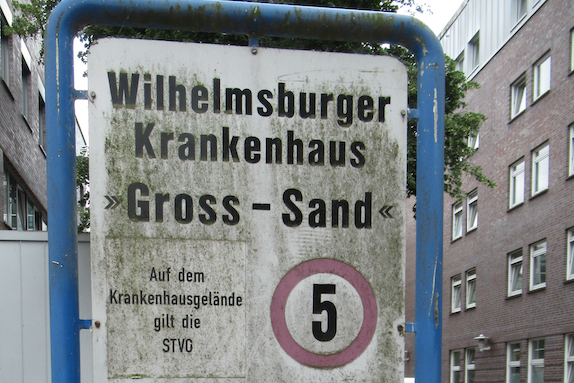 Wilhelmsburger
Krankenhaus
»Gross - Sand«
Auf dem
Krankenhausgelände
gilt die
STVO
5